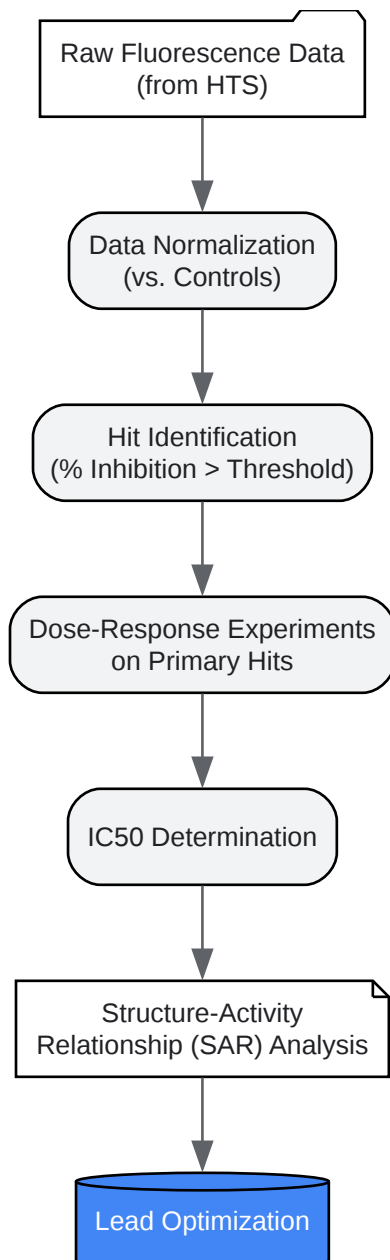 Raw Fluorescence Data
(from HTS)
Data Normalization
(vs. Controls)
Hit Identification
(% Inhibition > Threshold)
Dose-Response Experiments
on Primary Hits
IC50 Determination
Structure-Activity
Relationship (SAR) Analysis
Lead Optimization